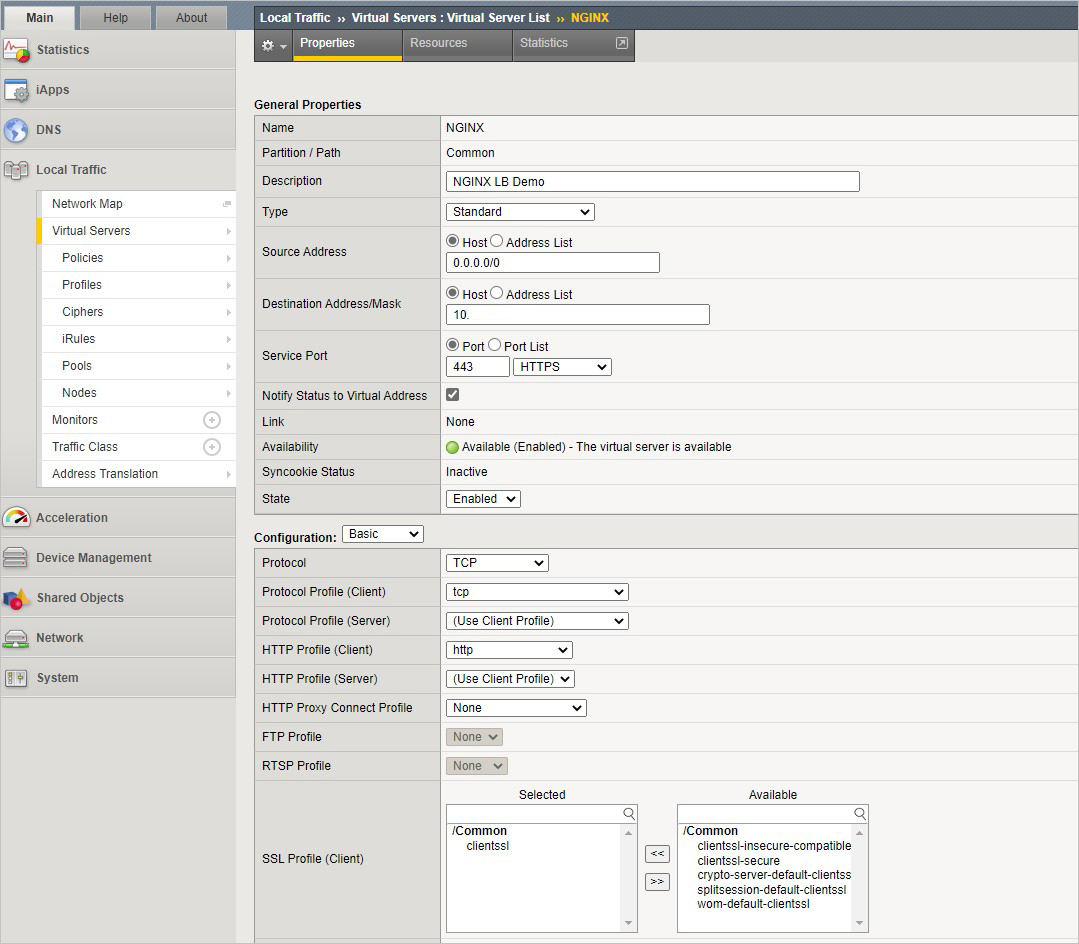 Main Help About
Local Traffic ›› Virtual Servers : Virtual Server List ›› NGINX
Properties Resources Statistics
Statistics
iApps
DNS
Local Traffic
Network Map
Virtual Servers
Policies
Profiles
Ciphers
iRules
Pools
Nodes
Monitors
Traffic Class
Address Translation
Acceleration
Device Management
Shared Objects
Network
System
General Properties
Name NGINX
Partition / Path Common
Description NGINX LB Demo
Type Standard
Source Address Host Address List
0.0.0.0/0
Destination Address/Mask Host Address List
10.
Service Port Port Port List
443 HTTPS
Notify Status to Virtual Address
Link None
Availability Available (Enabled) - The virtual server is available
Syncookie Status Inactive
State Enabled
Configuration: Basic
Protocol TCP
Protocol Profile (Client) tcp
Protocol Profile (Server) (Use Client Profile)
HTTP Profile (Client) http
HTTP Profile (Server) (Use Client Profile)
HTTP Proxy Connect Profile None
FTP Profile None
RTSP Profile None
SSL Profile (Client)
Selected
/Common
clientssl
<<
>>
Available
/Common
clientssl-insecure-compatible
clientssl-secure
crypto-server-default-clientss
splitsession-default-clientssl
wom-default-clientssl